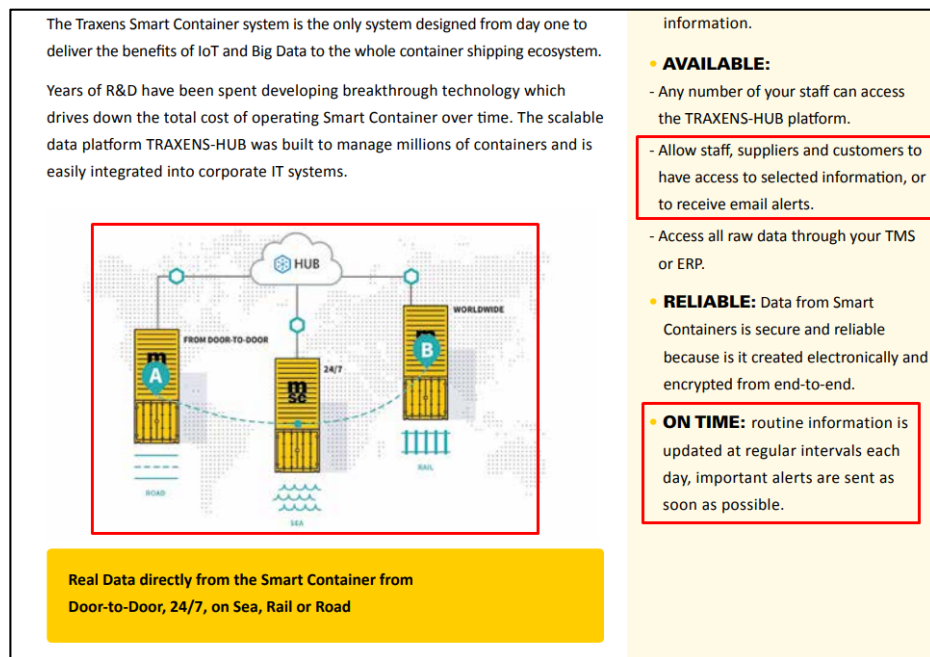 The Traxens Smart Container system is the only system designed from day one to
deliver the benefits of IoT and Big Data to the whole container shipping ecosystem.
Years of R&D have been spent developing breakthrough technology which
drives down the total cost of operating Smart Container over time. The scalable
data platform TRAXENS-HUB was built to manage millions of containers and is
easily integrated into corporate IT systems.
HUB
WORLDWIDE
FROM DOOR-TO-DOOR
24/7
m
A
m
B
m
sc
ROAD
SEA
RAIL
Real Data directly from the Smart Container from
Door-to-Door, 24/7, on Sea, Rail or Road
information.
• AVAILABLE:
- Any number of your staff can access
the TRAXENS-HUB platform.
- Allow staff, suppliers and customers to
have access to selected information, or
to receive email alerts.
- Access all raw data through your TMS
or ERP.
• RELIABLE: Data from Smart
Containers is secure and reliable
because is it created electronically and
encrypted from end-to-end.
• ON TIME: routine information is
updated at regular intervals each
day, important alerts are sent as
soon as possible.